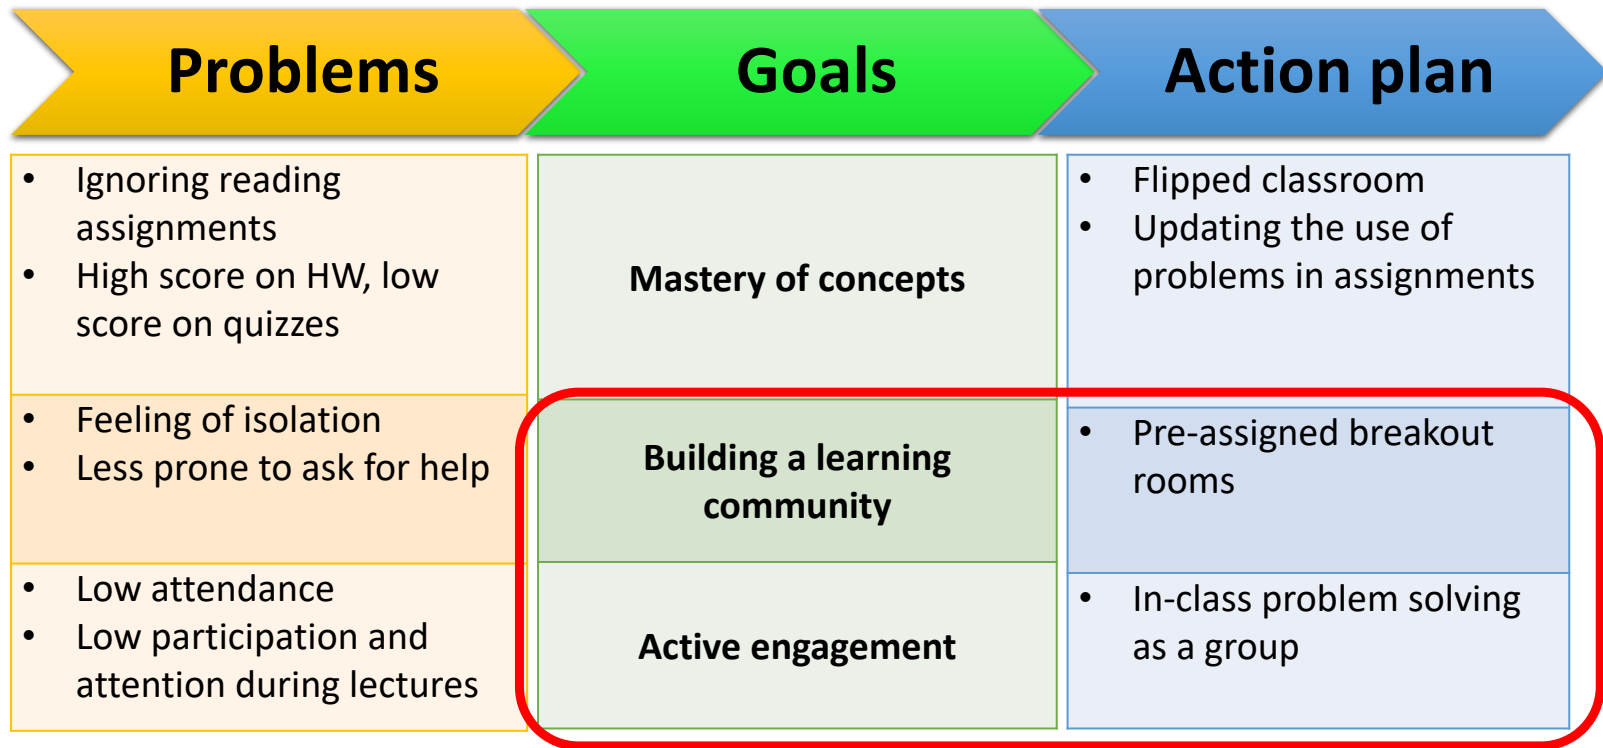 Problems
Goals
Action plan
• Ignoring reading
assignments
• High score on HW, low
score on quizzes
Mastery of concepts
• Flipped classroom
• Updating the use of
problems in assignments
• Feeling of isolation
• Less prone to ask for help
Building a learning
community
• Pre-assigned breakout
rooms
• Low attendance
• Low participation and
attention during lectures
Active engagement
• In-class problem solving
as a group